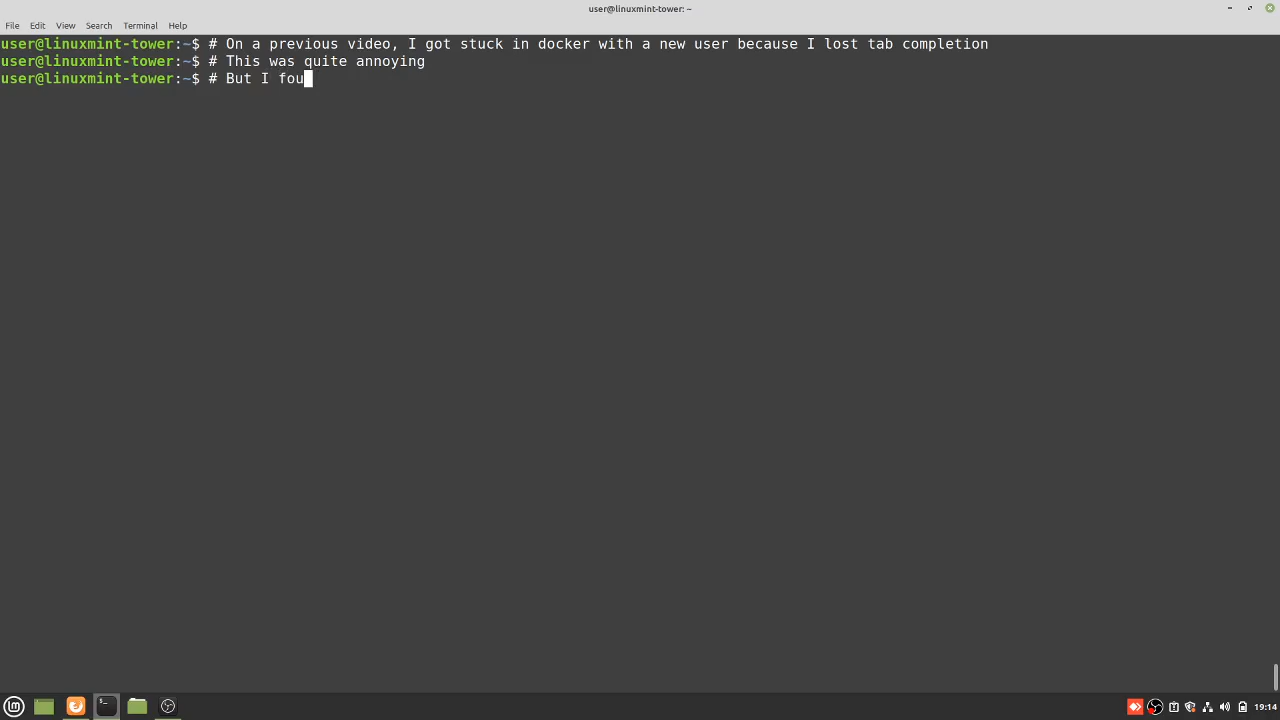 user@linuxmint-tower: ~
File Edit View Search Terminal Help
user@linuxmint-tower:~$ # On a previous video, I got stuck in docker with a new user because I lost tab completion
user@linuxmint-tower:~$ # This was quite annoying
user@linuxmint-tower:~$ # But I fou
19:14